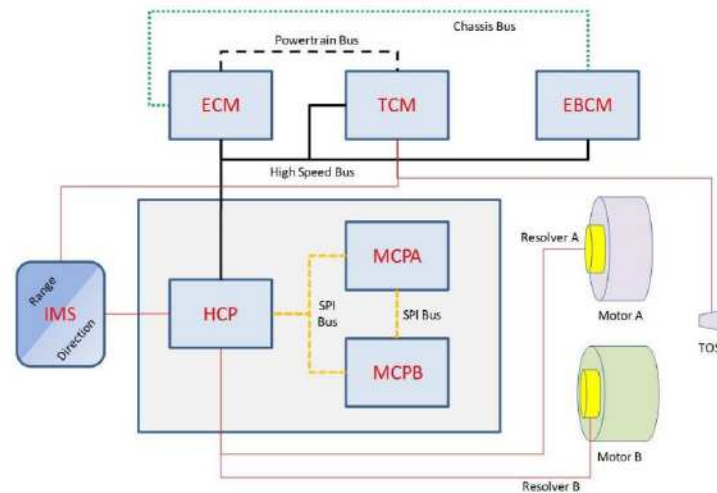 Chassis Bus
Powertrain Bus
ECM
TCM
EBCM
High Speed Bus
Resolver A
MCPA
Range
IMS
Direction
HCP
SPI
Bus
SPI Bus
Motor A
TOS
MCPB
Motor B
Resolver B